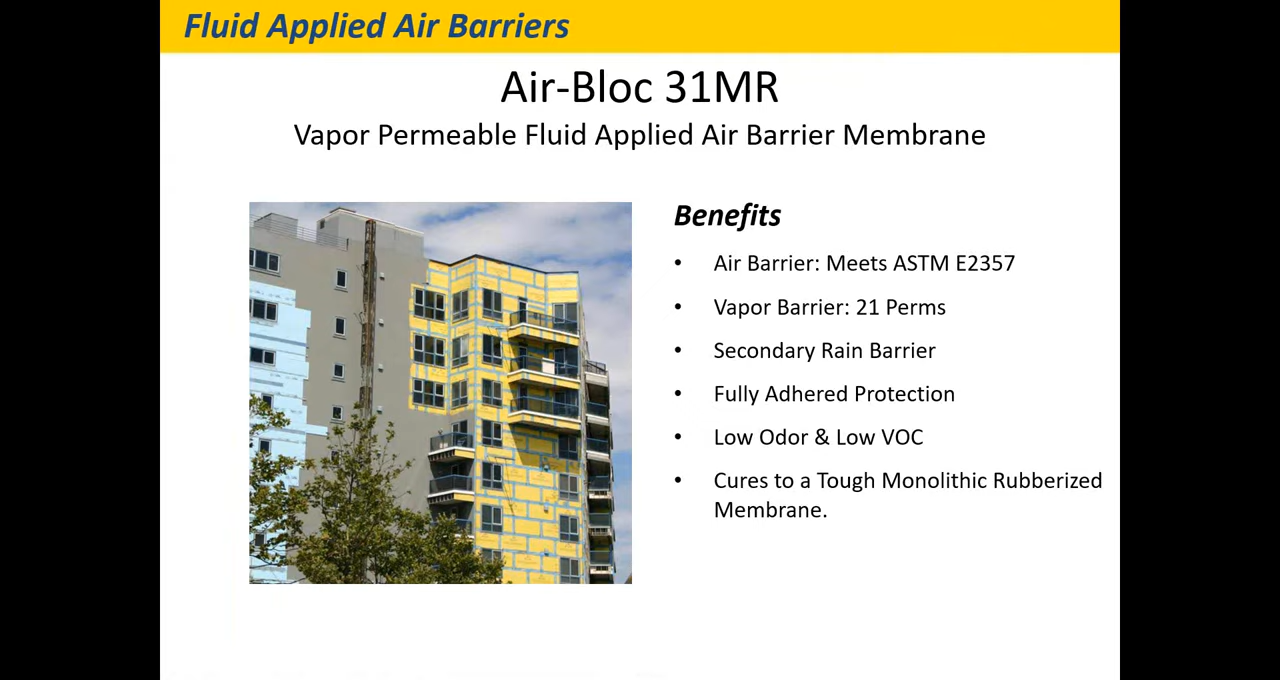 Fluid Applied Air Barriers
Air-Bloc 31MR
Vapor Permeable Fluid Applied Air Barrier Membrane
Benefits
• Air Barrier: Meets ASTM E2357
• Vapor Barrier: 21 Perms
• Secondary Rain Barrier
• Fully Adhered Protection
• Low Odor & Low VOC
• Cures to a Tough Monolithic Rubberized
Membrane.